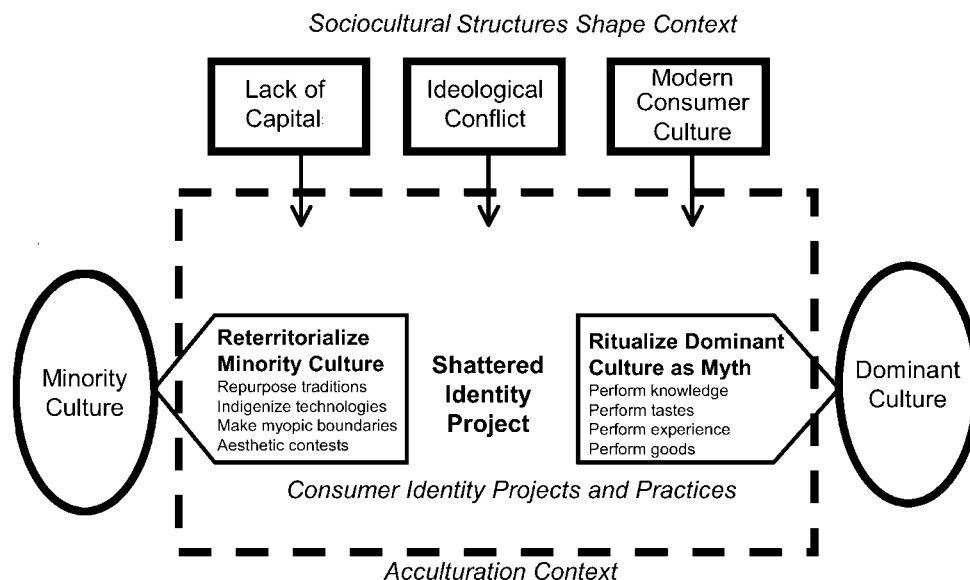 Sociocultural Structures Shape Context
Lack of
Capital
Ideological
Conflict
Modern
Consumer
Culture
Minority
Culture
Reterritorialize
Minority Culture
Repurpose traditions
Indigenize technologies
Make myopic boundaries
Aesthetic contests
Shattered
Identity
Project
Ritualize Dominant
Culture as Myth
Perform knowledge
Perform tastes
Perform experience
Perform goods
Dominant
Culture
Consumer Identity Projects and Practices
Acculturation Context